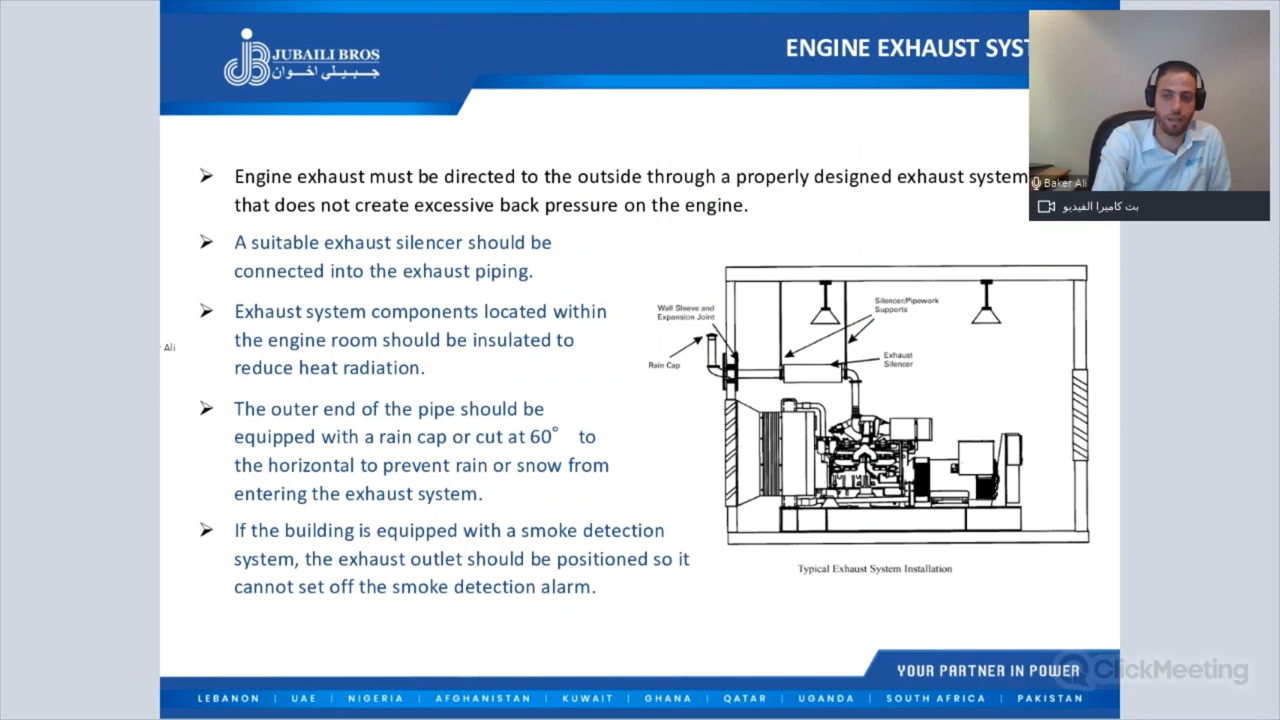 JUBAILI BROS
جبيلي اخوان
ENGINE EXHAUST SYST
Baker Ali
بث كاميرا الفيديو
➢ Engine exhaust must be directed to the outside through a properly designed exhaust system
that does not create excessive back pressure on the engine.
➢ A suitable exhaust silencer should be
connected into the exhaust piping.
➢ Exhaust system components located within
the engine room should be insulated to
reduce heat radiation.
Ali
➢ The outer end of the pipe should be
equipped with a rain cap or cut at 60° to
the horizontal to prevent rain or snow from
entering the exhaust system.
➢ If the building is equipped with a smoke detection
system, the exhaust outlet should be positioned so it
cannot set off the smoke detection alarm.
Wall Sleeve and
Expansion Joint
Silencer/Pipework
Supports
Rain Cap
Exhaust
Silencer
Typical Exhaust System Installation
YOUR PARTNER IN POWER
ClickMeeting
LEBANON | UAE | NIGERIA | AFGHANISTAN | KUWAIT | GHANA | QATAR | UGANDA | SOUTH AFRICA | PAKISTAN